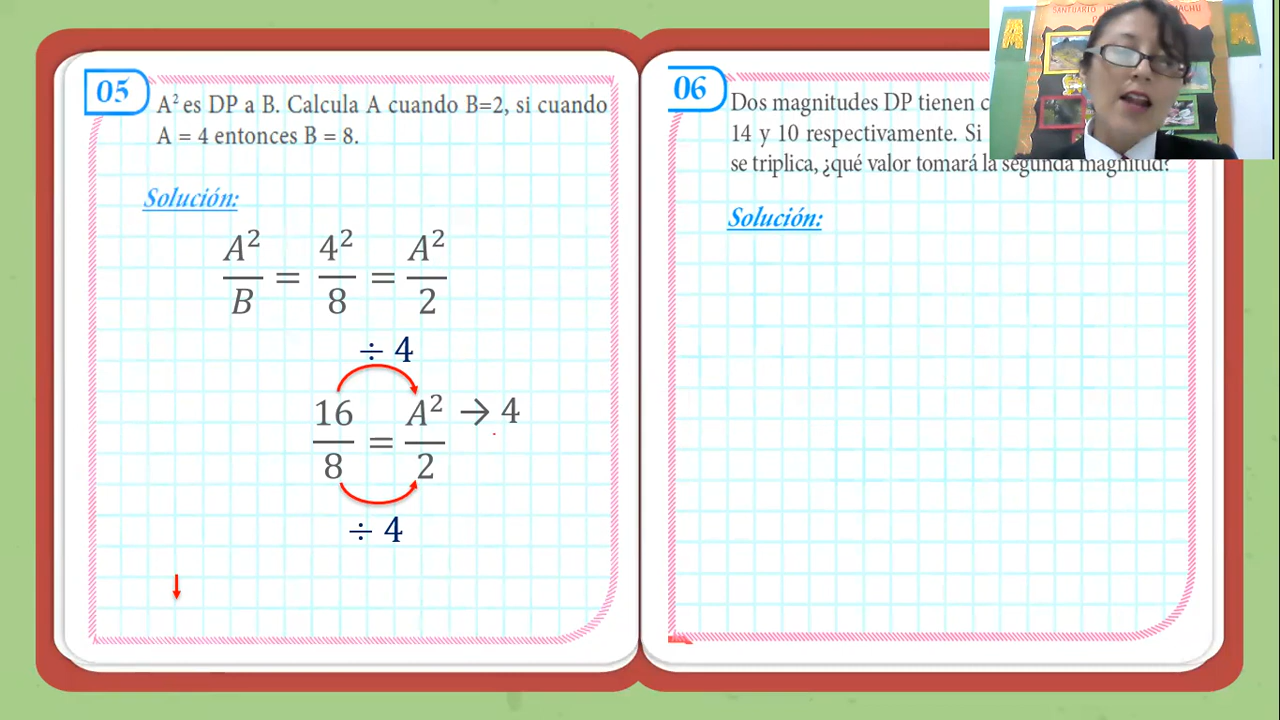 05
A² es DP a B. Calcula A cuando B=2, si cuando
A = 4 entonces B = 8.
Solución:
A²/B = 4²/8 = A²/2
÷ 4
16/8 = A²/2 → 4
÷ 4
06
Dos magnitudes DP tienen
14 y 10 respectivamente. Si
se triplica, ¿qué valor tomará la segunda magnitud?
Solución:
SANTUARIO